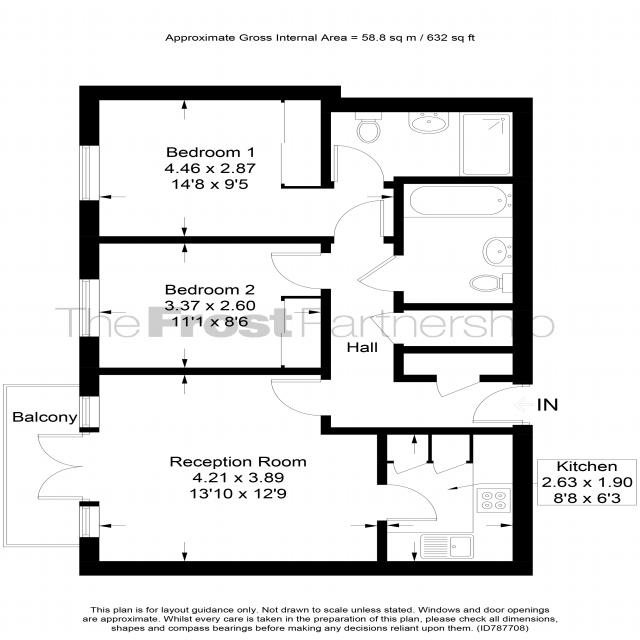 Approximate Gross Internal Area = 58.8 sq m / 632 sq ft
Bedroom 1
4.46 x 2.87
14'8 x 9'5
Bedroom 2
3.37 x 2.60
11'1 x 8'6
The Frost Partnership
Hall
Balcony
IN
Reception Room
4.21 x 3.89
13'10 x 12'9
Kitchen
2.63 x 1.90
8'8 x 6'3
This plan is for layout guidance only. Not drawn to scale unless stated. Windows and door openings
are approximate. Whilst every care is taken in the preparation of this plan, please check all dimensions,
shapes and compass bearings before making any decisions reliant upon them. (ID787708)